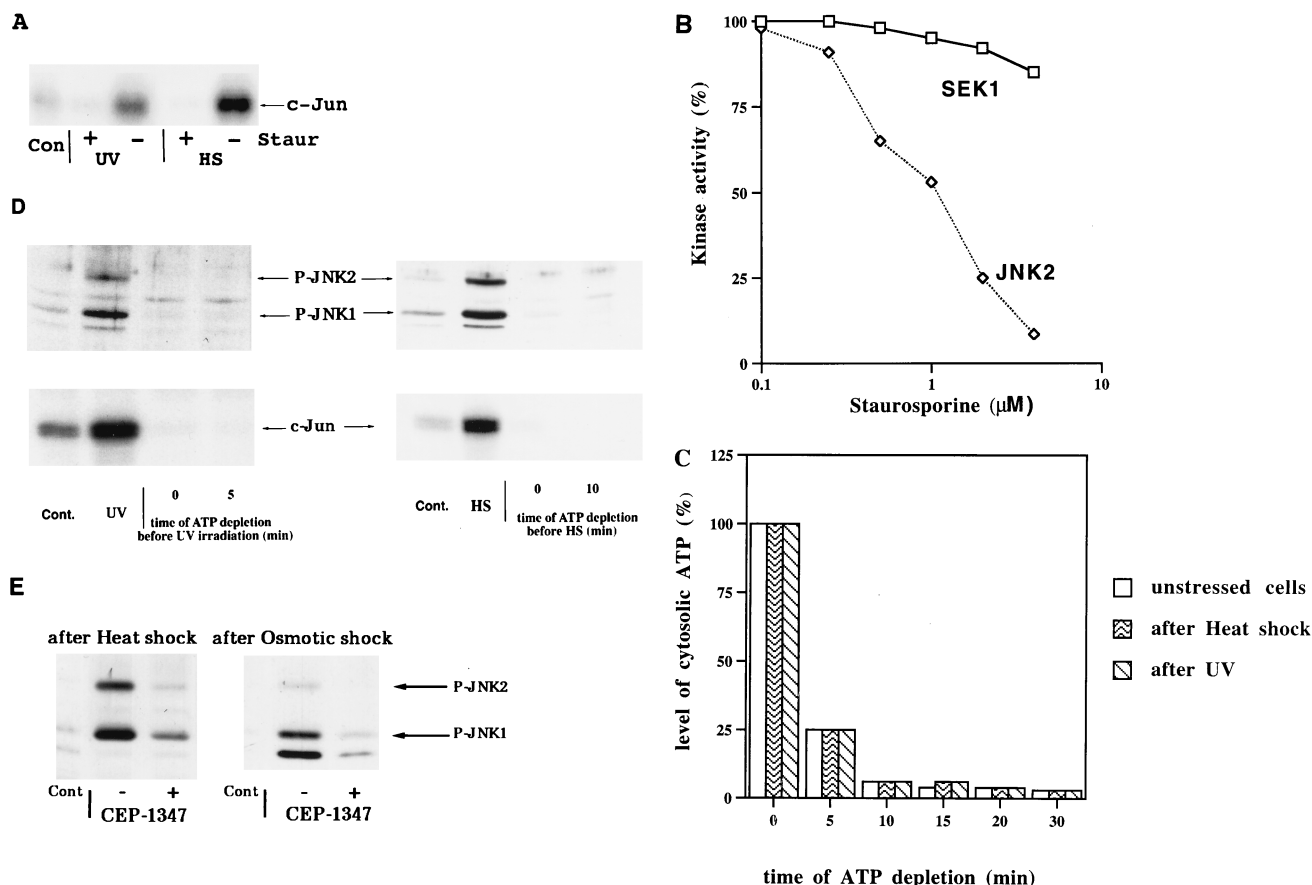 A
c-Jun
Con + - + - Staur
UV HS
B
Kinase activity (%)
100
75
50
25
0
SEK1
JNK2
0.1 1 10
Staurosporine (μM)
D
P-JNK2
P-JNK1
c-Jun
Cont. UV 0 5
time of ATP depletion
before UV irradiation (min)
Cont. HS 0 10
time of ATP depletion
before HS (min)
C
level of cytosolic ATP (%)
125
100
75
50
25
0
0 5 10 15 20 30
time of ATP depletion (min)
unstressed cells
after Heat shock
after UV
E
after Heat shock after Osmotic shock
P-JNK2
P-JNK1
Cont - + Cont - +
CEP-1347 CEP-1347